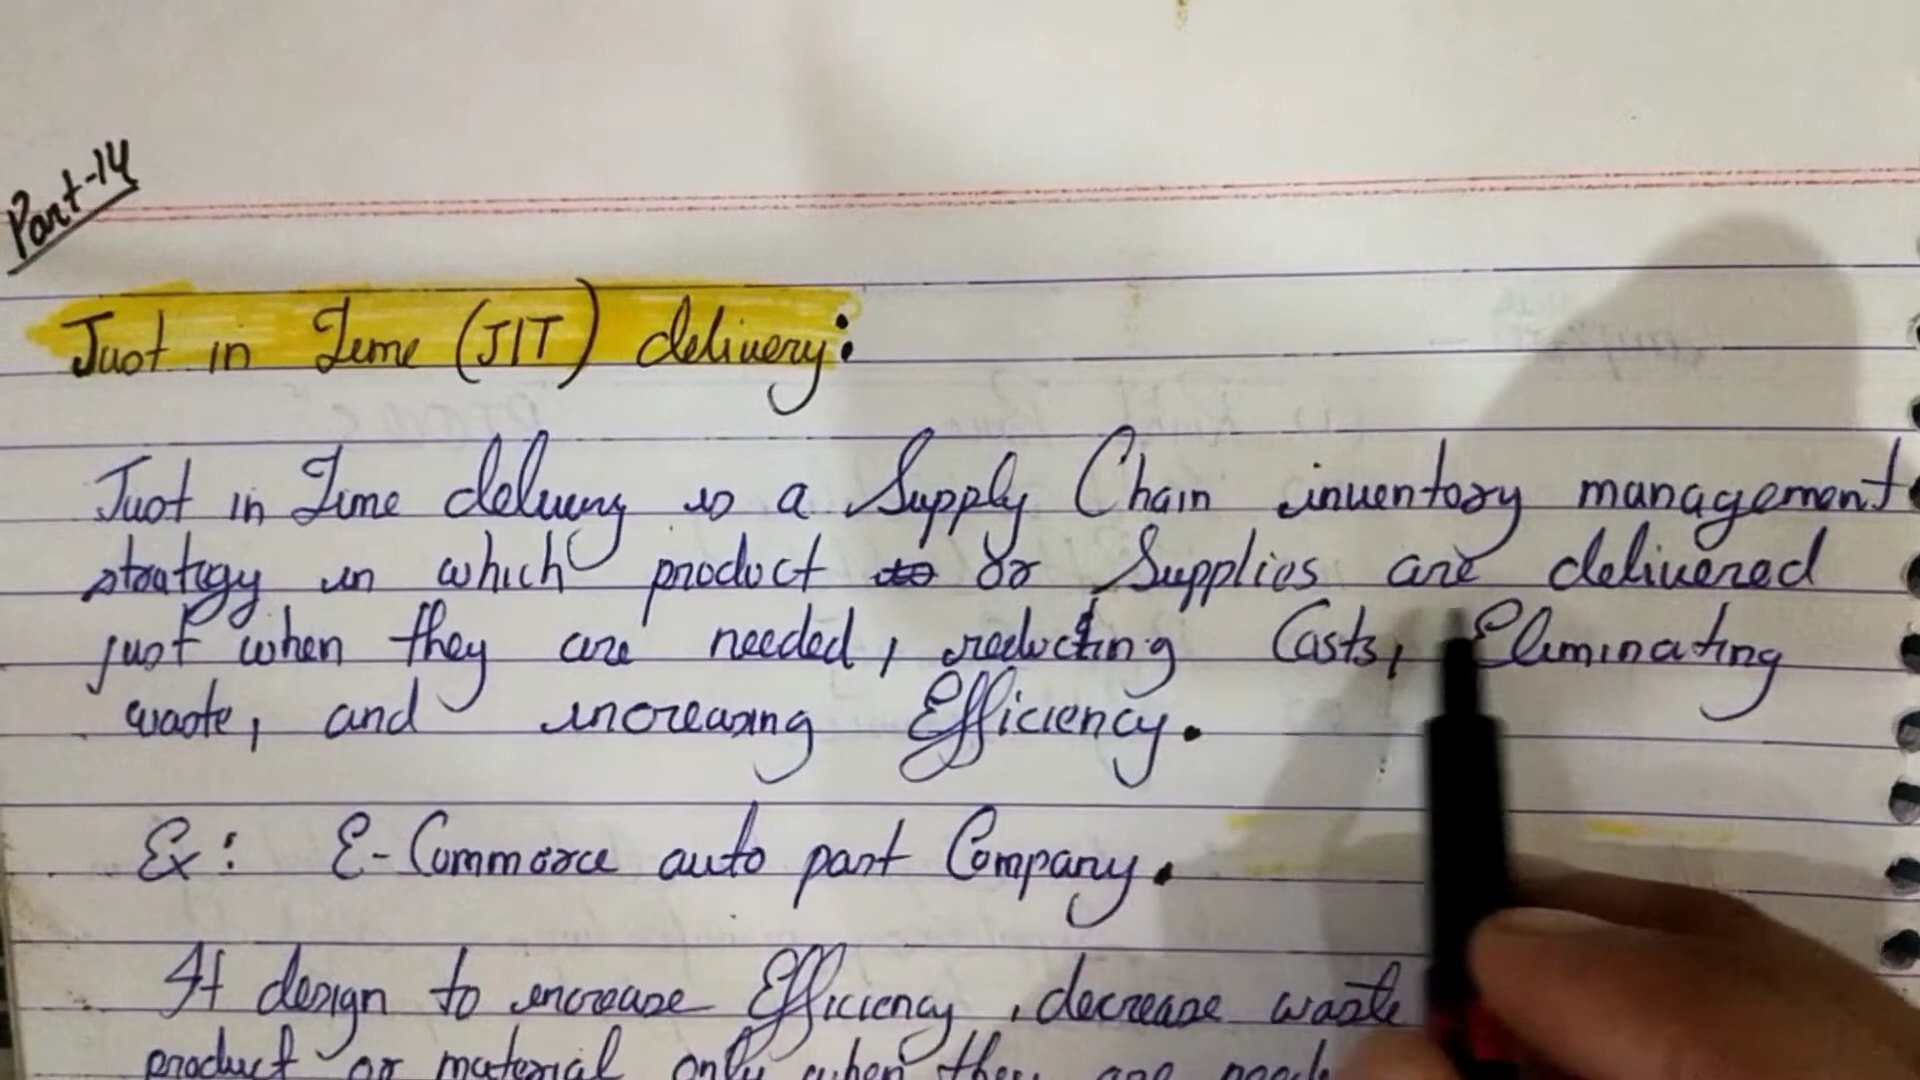 Part-14
Just in Time (JIT) delivery:
Just in Time delivery is a Supply Chain inventory management
strategy in which product or Supplies are delivered
just when they are needed, reducting Costs, Eliminating
waste, and increasing Efficiency.
Ex: E-Commerce auto part Company.
It design to increase Efficiency, decrease waste
product or material only when they are